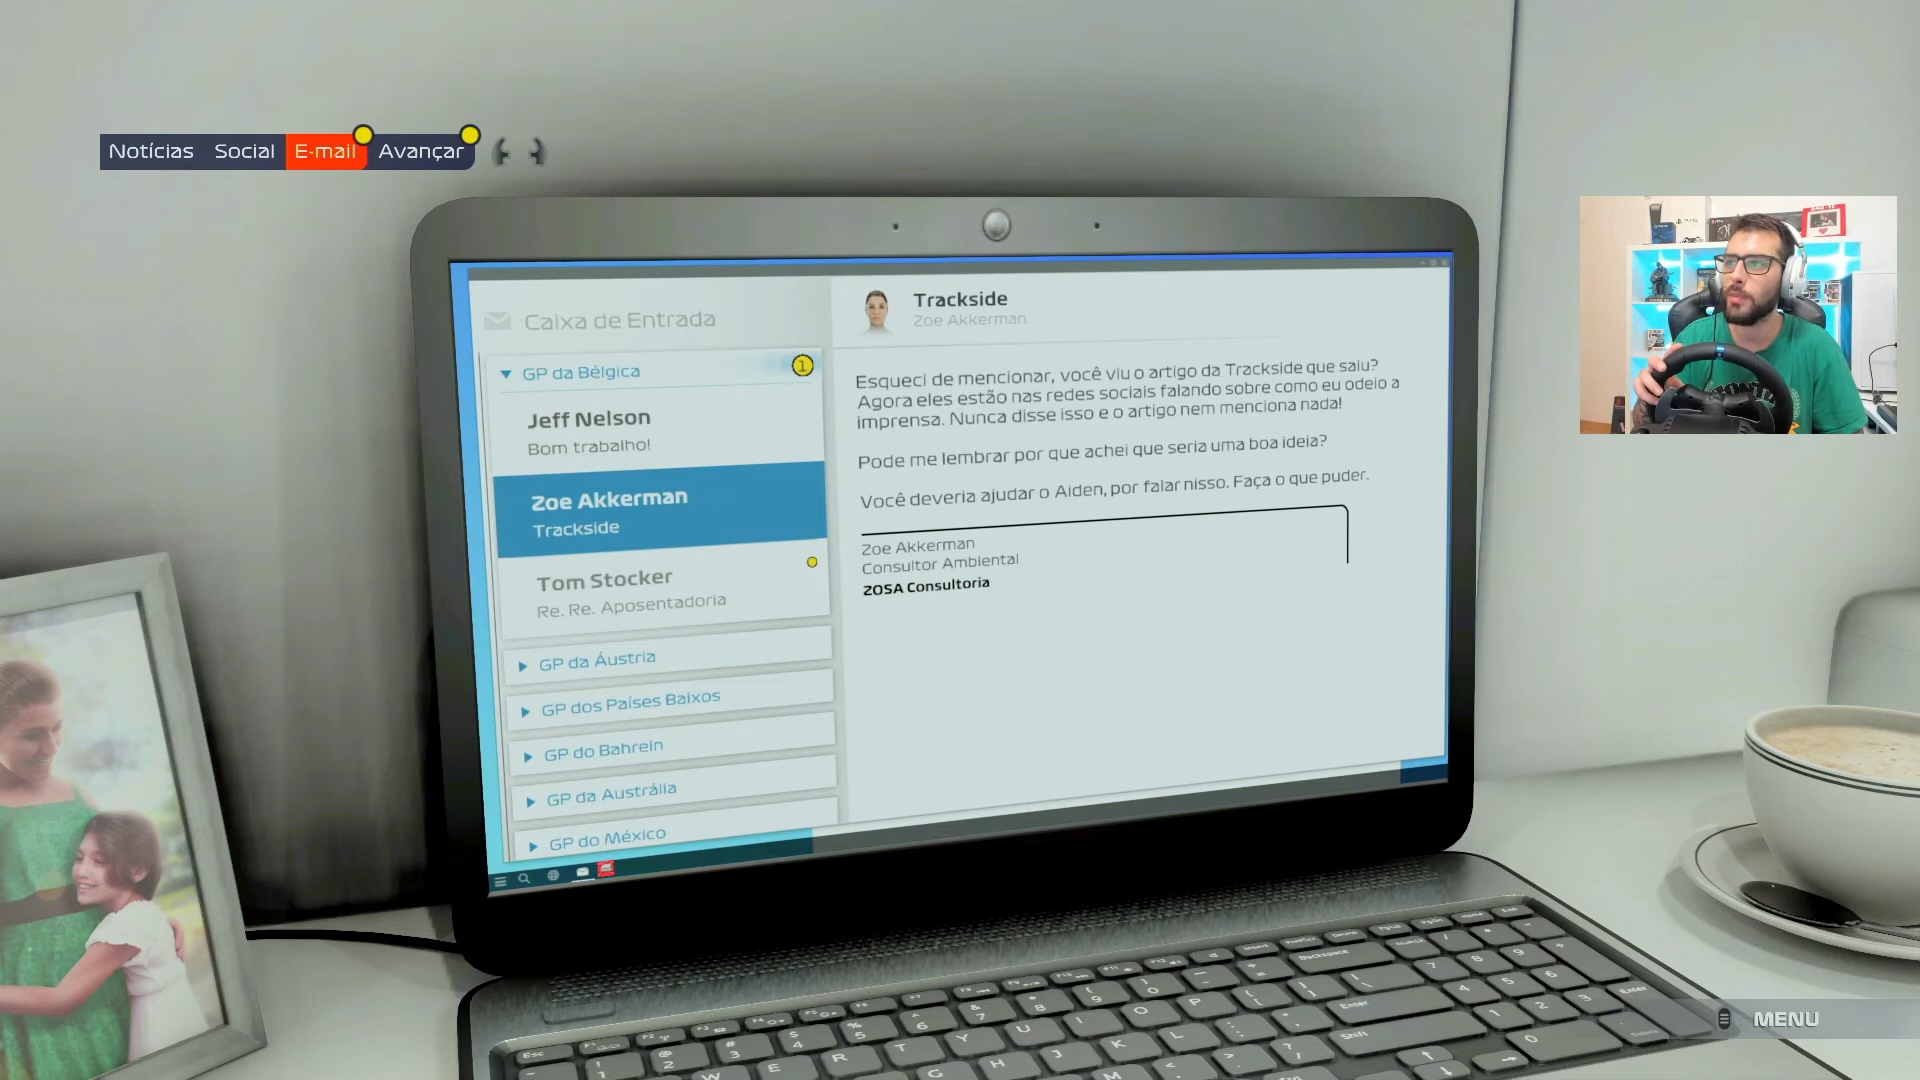 Notícias Social E-mail Avançar
Caixa de Entrada
GP da Bélgica 1
Jeff Nelson
Bom trabalho!
Zoe Akkerman
Trackside
Tom Stocker
Re. Re. Aposentadoria
GP da Áustria
GP dos Países Baixos
GP do Bahrein
GP da Austrália
GP do México
Trackside
Zoe Akkerman
Esqueci de mencionar, você viu o artigo da Trackside que saiu?
Agora eles estão nas redes sociais falando sobre como eu odeio a
imprensa. Nunca disse isso e o artigo nem menciona nada!
Pode me lembrar por que achei que seria uma boa ideia?
Você deveria ajudar o Aiden, por falar nisso. Faça o que puder.
Zoe Akkerman
Consultor Ambiental
ZOSA Consultoria
MENU